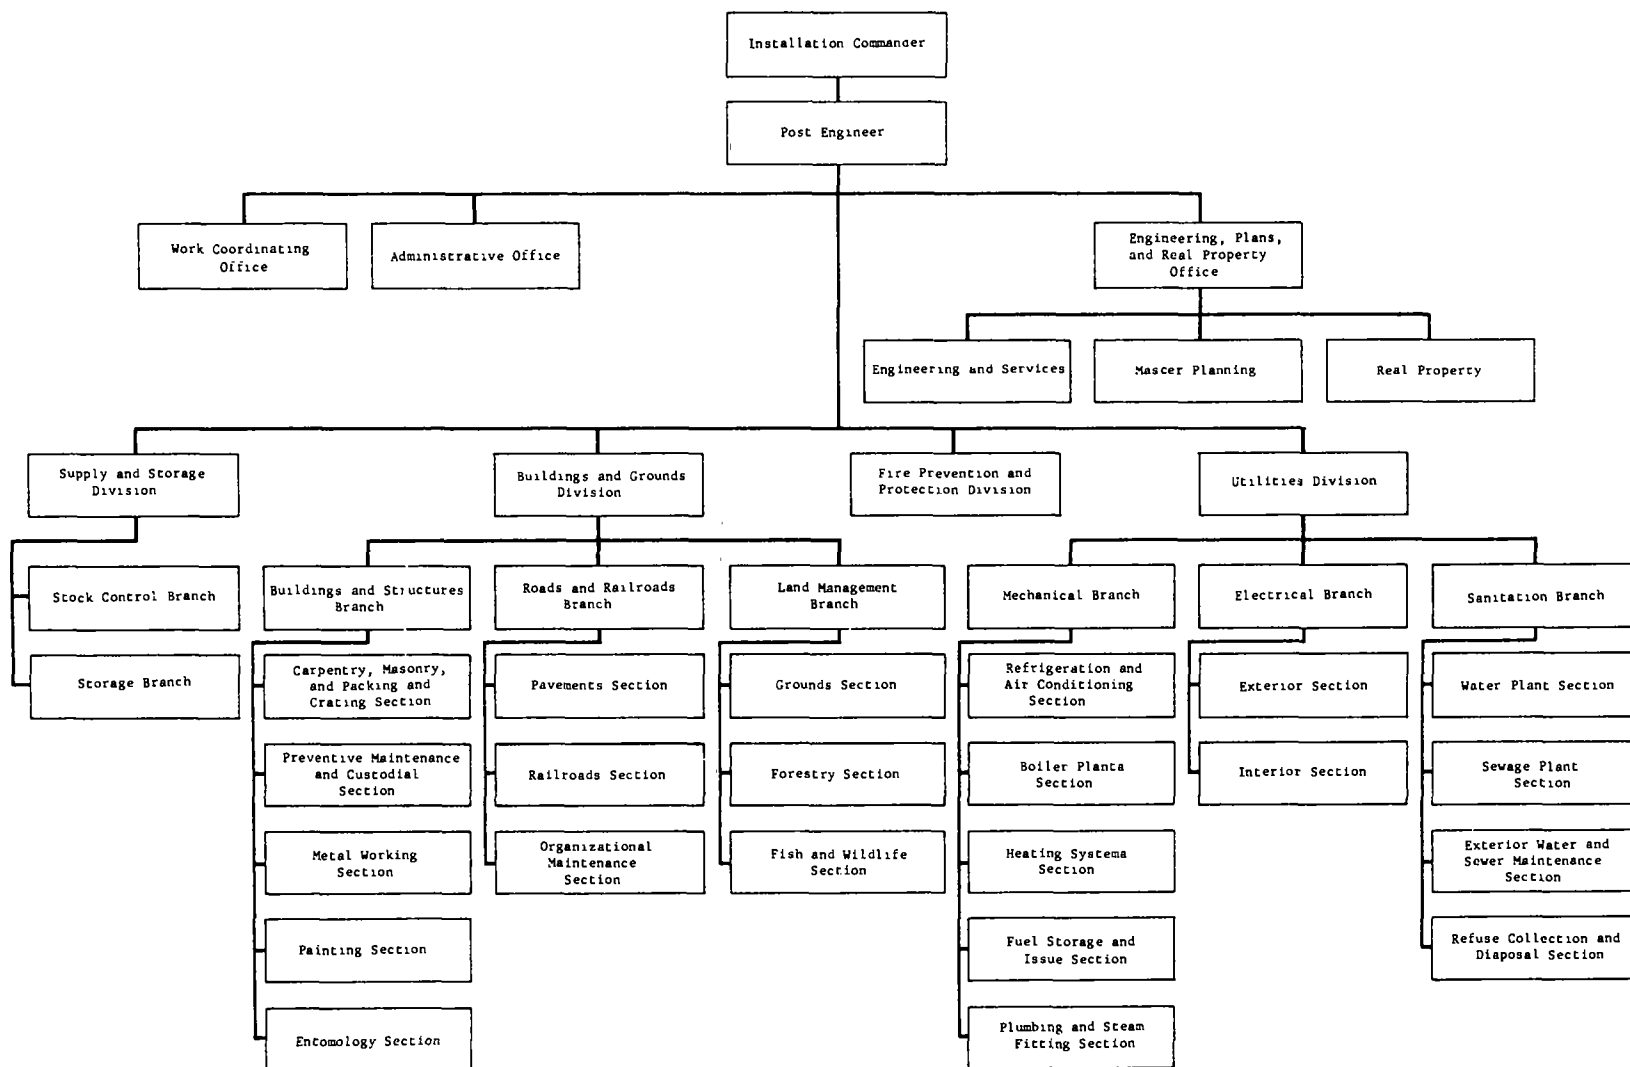 Installation Commander
Post Engineer
Work Coordinating
Office
Administrative Office
Engineering, Plans,
and Real Property
Office
Engineering and Services
Mascer Planning
Real Property
Supply and Storage
Division
Buildings and Grounds
Division
Fire Prevention and
Protection Division
Utilities Division
Stock Control Branch
Buildings and Structures
Branch
Roads and Railroads
Branch
Land Management
Branch
Mechanical Branch
Electrical Branch
Sanitation Branch
Storage Branch
Carpentry, Masonry,
and Packing and
Crating Section
Pavements Section
Grounds Section
Refrigeration and
Air Conditioning
Section
Exterior Section
Water Plant Section
Preventive Maintenance
and Custodial
Section
Railroads Section
Forestry Section
Boiler Planta
Section
Interior Section
Sewage Plant
Section
Metal Working
Section
Organizational
Maintenance
Section
Fish and Wildlife
Section
Heating Systema
Section
Exterior Water and
Sewer Maintenance
Section
Painting Section
Fuel Storage and
Issue Section
Refuse Collection and
Diaposal Section
Entomology Section
Plumbing and Steam
Fitting Section